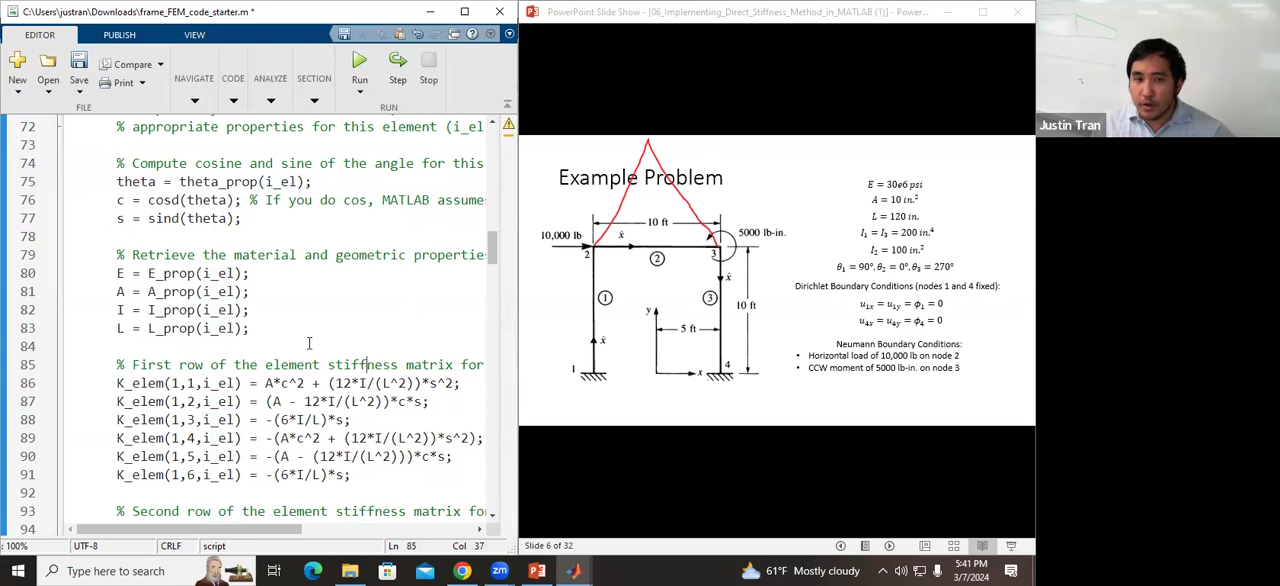 C:\Users\justran\Downloads\frame_FEM_code_starter.m *
EDITOR PUBLISH VIEW
New Open Save Compare Print
NAVIGATE CODE ANALYZE SECTION
Run Step Stop
FILE RUN
72 % appropriate properties for this element (i_el
73
74 % Compute cosine and sine of the angle for this
75 theta = theta_prop(i_el);
76 c = cosd(theta); % If you do cos, MATLAB assumes
77 s = sind(theta);
78
79 % Retrieve the material and geometric properties
80 E = E_prop(i_el);
81 A = A_prop(i_el);
82 I = I_prop(i_el);
83 L = L_prop(i_el);
84
85 % First row of the element stiffness matrix for
86 K_elem(1,1,i_el) = A*c^2 + (12*I/(L^2))*s^2;
87 K_elem(1,2,i_el) = (A - 12*I/(L^2))*c*s;
88 K_elem(1,3,i_el) = -(6*I/L)*s;
89 K_elem(1,4,i_el) = -(A*c^2 + (12*I/(L^2))*s^2);
90 K_elem(1,5,i_el) = -(A - (12*I/(L^2)))*c*s;
91 K_elem(1,6,i_el) = -(6*I/L)*s;
92
93 % Second row of the element stiffness matrix fo
94
: 100% UTF-8 CRLF script Ln 85 Col 37
PowerPoint Slide Show - [06_Implementing_Direct_Stiffness_Method_in_MATLAB (1)] - Power...
Example Problem
10 ft
10,000 lb x̂ 5000 lb-in.
2 ② 3
x̂
① ③ 10 ft
y 5 ft
x̂
1 x 4
E = 30e6 psi
A = 10 in.²
L = 120 in.
I₁ = I₃ = 200 in.⁴
I₂ = 100 in.²
θ₁ = 90°, θ₂ = 0°, θ₃ = 270°
Dirichlet Boundary Conditions (nodes 1 and 4 fixed):
u₁ₓ = u₁y = ϕ₁ = 0
u₄ₓ = u₄y = ϕ₄ = 0
Neumann Boundary Conditions:
• Horizontal load of 10,000 lb on node 2
• CCW moment of 5000 lb-in. on node 3
Slide 6 of 32
Justin Tran
Type here to search
61°F Mostly cloudy
5:41 PM
3/7/2024